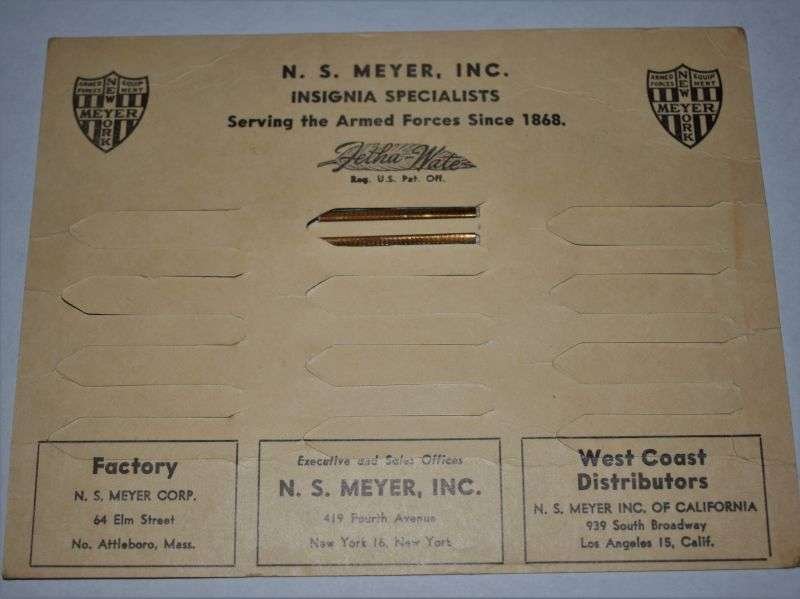 N. S. MEYER, INC.
INSIGNIA SPECIALISTS
Serving the Armed Forces Since 1868.
ARMED FORCES EQUIPMENT
NEW YORK
MEYER
ARMED FORCES EQUIPMENT
NEW YORK
MEYER
Fetha-Wate
Reg. U.S. Pat. Off.
Factory
N. S. MEYER CORP.
64 Elm Street
No. Attleboro, Mass.
Executive and Sales Offices
N. S. MEYER, INC.
419 Fourth Avenue
New York 16, New York
West Coast
Distributors
N. S. MEYER INC. OF CALIFORNIA
939 South Broadway
Los Angeles 15, Calif.